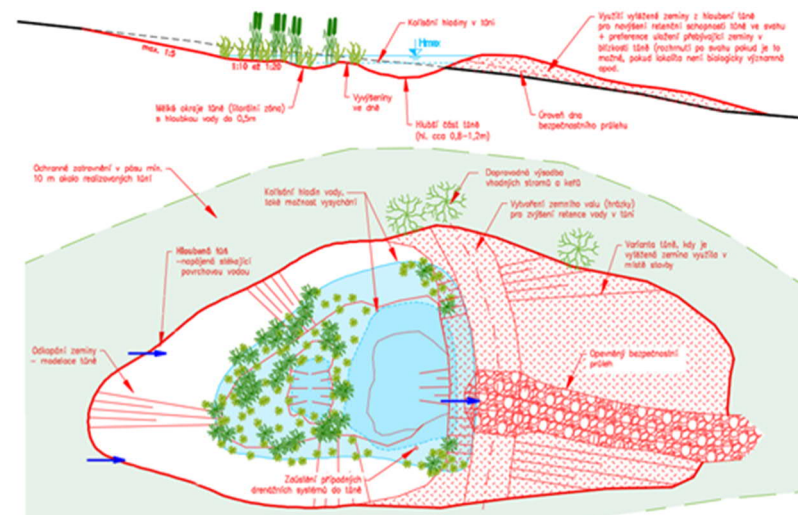 Kolísání hladiny v tůni
Hmax
max. 1:5
1:10 až 1:20
Mělké okraje tůně (litorální zóna)
s hloubkou vody do 0,5m
Vyvýšeniny
ve dně
Hlubší část tůně
(hl. cca 0,8-1,2m)
Využití vytěžené zeminy z hloubení tůně
pro navýšení retenční schopnosti tůně ve svahu
+ preference uložení přebývající zeminy v
blízkosti tůně (rozhrnutí po svahu pokud je to
možné, pokud lokalita není biologicky významná
apod.
Úroveň dna
bezpečnostního průlehu
Ochranné zatravnění v pásu min.
10 m okolo realizovaných tůní
Kolísání hladin vody,
také možnost vysychání
Doprovodná výsadba
vhodných stromů a keřů
Vytvoření zemního valu (hrázky)
pro zvýšení retence vody v tůni
Hloubená tůň
-napájená stékající
povrchovou vodou
Varianta tůně, kdy je
vytěžená zemina využita v
místě stavby
Odkopání zeminy
- modelace tůně
Opevněný bezpečnostní
průleh
Zaústění případných
drenážních systémů do tůně